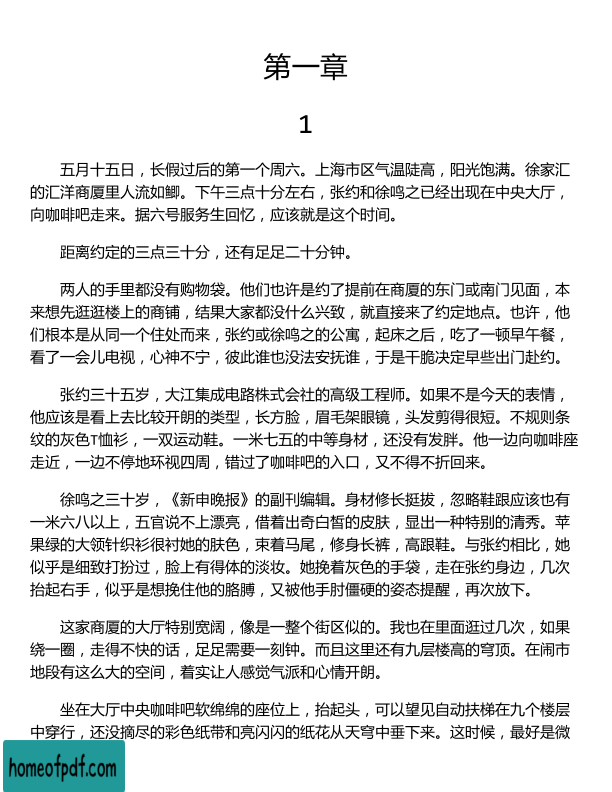 第一章
1
五月十五日，长假过后的第一个周六。上海市区气温陡高，阳光饱满。徐家汇
的汇洋商厦里人流如鲫。下午三点十分左右，张约和徐鸣之已经出现在中央大厅，
向咖啡吧走来。据六号服务生回忆，应该就是这个时间。
距离约定的三点三十分，还有足足二十分钟。
两人的手里都没有购物袋。他们也许是约了提前在商厦的东门或南门见面，本
来想先逛逛楼上的商铺，结果大家都没什么兴致，就直接来了约定地点。也许，他
们根本是从同一个住处而来，张约或徐鸣之的公寓，起床之后，吃了一顿早午餐，
看了一会儿电视，心神不宁，彼此谁也没法安抚谁，于是干脆决定早些出门赴约。
张约三十五岁，大江集成电路株式会社的高级工程师。如果不是今天的表情，
他应该是看上去比较开朗的类型，长方脸，眉毛架眼镜，头发剪得很短。不规则条
纹的灰色T恤衫，一双运动鞋。一米七五的中等身材，还没有发胖。他一边向咖啡座
走近，一边不停地环视四周，错过了咖啡吧的入口，又不得不折回来。
徐鸣之三十岁，《新申晚报》的副刊编辑。身材修长挺拔，忽略鞋跟应该也有
一米六八以上，五官说不上漂亮，借着出奇白皙的皮肤，显出一种特别的清秀。苹
果绿的大领针织衫很衬她的肤色，束着马尾，修身长裤，高跟鞋。与张约相比，她
似乎是细致打扮过，脸上有得体的淡妆。她挽着灰色的手袋，走在张约身边，几次
抬起右手，似乎是想挽住他的胳膊，又被他手肘僵硬的姿态提醒，再次放下。
这家商厦的大厅特别宽阔，像是一整个街区似的。我也在里面逛过几次，如果
绕一圈，走得不快的话，足足需要一刻钟。而且这里还有九层楼高的穹顶。在闹市
地段有这么大的空间，着实让人感觉气派和心情开朗。
坐在大厅中央咖啡吧软绵绵的座位上，抬起头，可以望见自动扶梯在九个楼层
中穿行，还没摘尽的彩色纸带和亮闪闪的纸花从天穹中垂下来。这时候，最好是微
homeofpdf.com